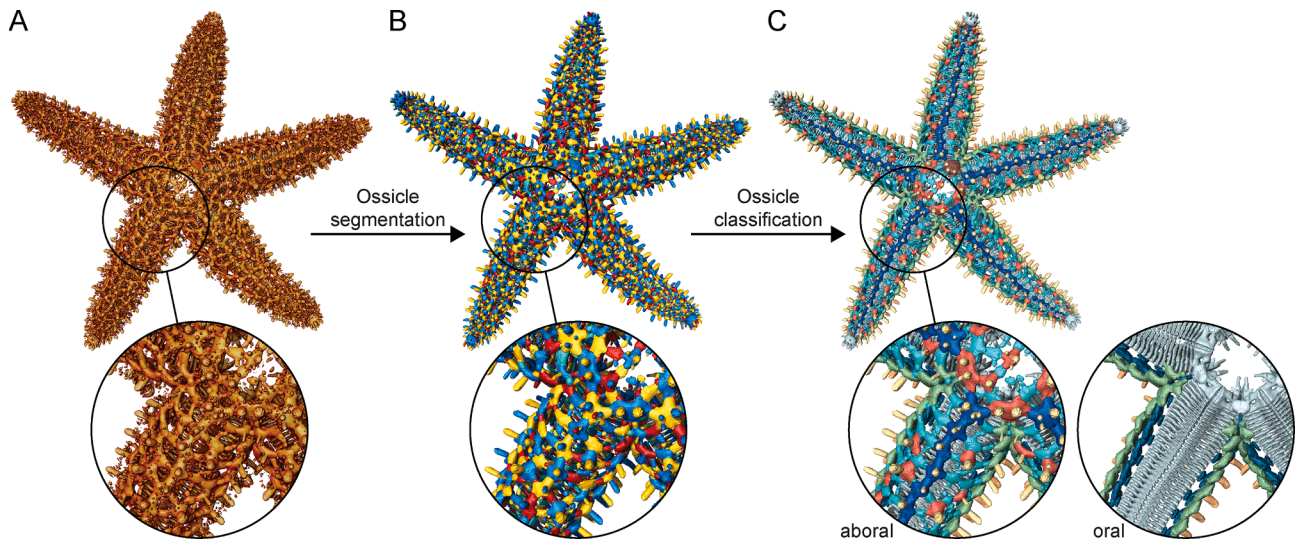 A
B
C
Ossicle
segmentation
Ossicle
classification
aboral
oral